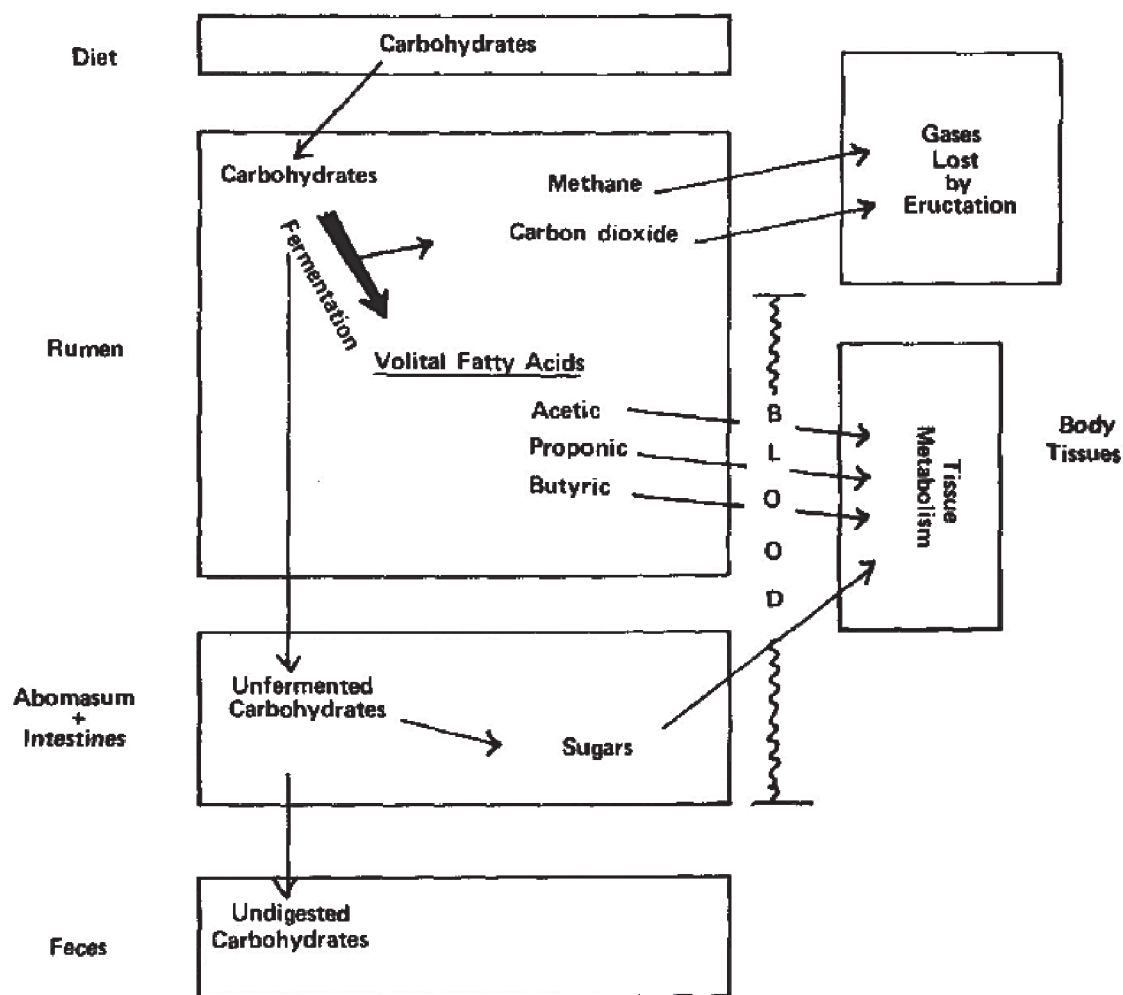 Diet
Carbohydrates
Rumen
Carbohydrates
Fermentation
Methane
Carbon dioxide
Gases
Lost
by
Eructation
Volital Fatty Acids
Acetic
Proponic
Butyric
BLOOD
Tissue
Metabolism
Body
Tissues
Abomasum
+
Intestines
Unfermented
Carbohydrates
Sugars
Feces
Undigested
Carbohydrates